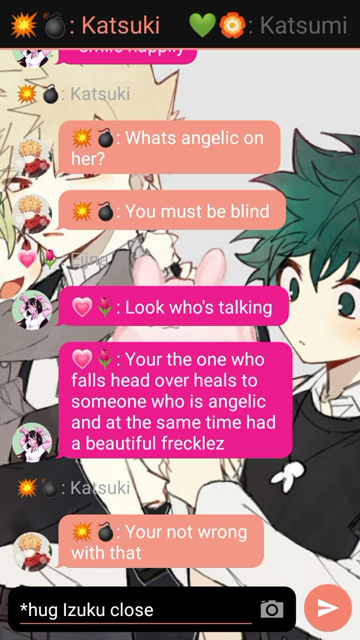 💥💣: Katsuki 💚🏵️: Katsumi
💥💣: Katsuki
💥💣: Whats angelic on
her?
💥💣: You must be blind
💗🌷: Look who's talking
💗🌷: Your the one who
falls head over heals to
someone who is angelic
and at the same time had
a beautiful frecklez
💥💣: Katsuki
💥💣: Your not wrong
with that
*hug Izuku close